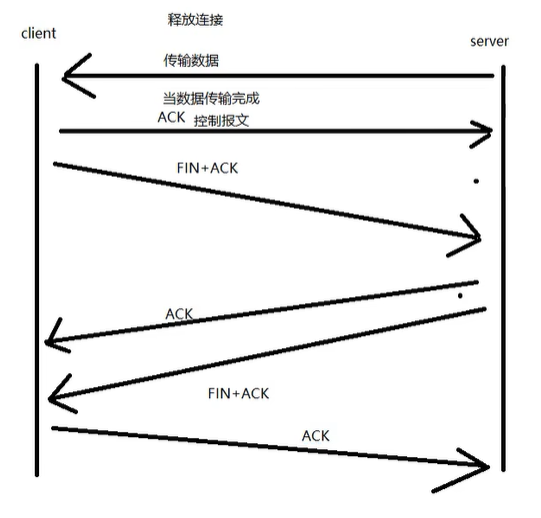 释放连接
client
server
传输数据
当数据传输完成
ACK 控制报文
FIN+ACK
ACK
FIN+ACK
ACK